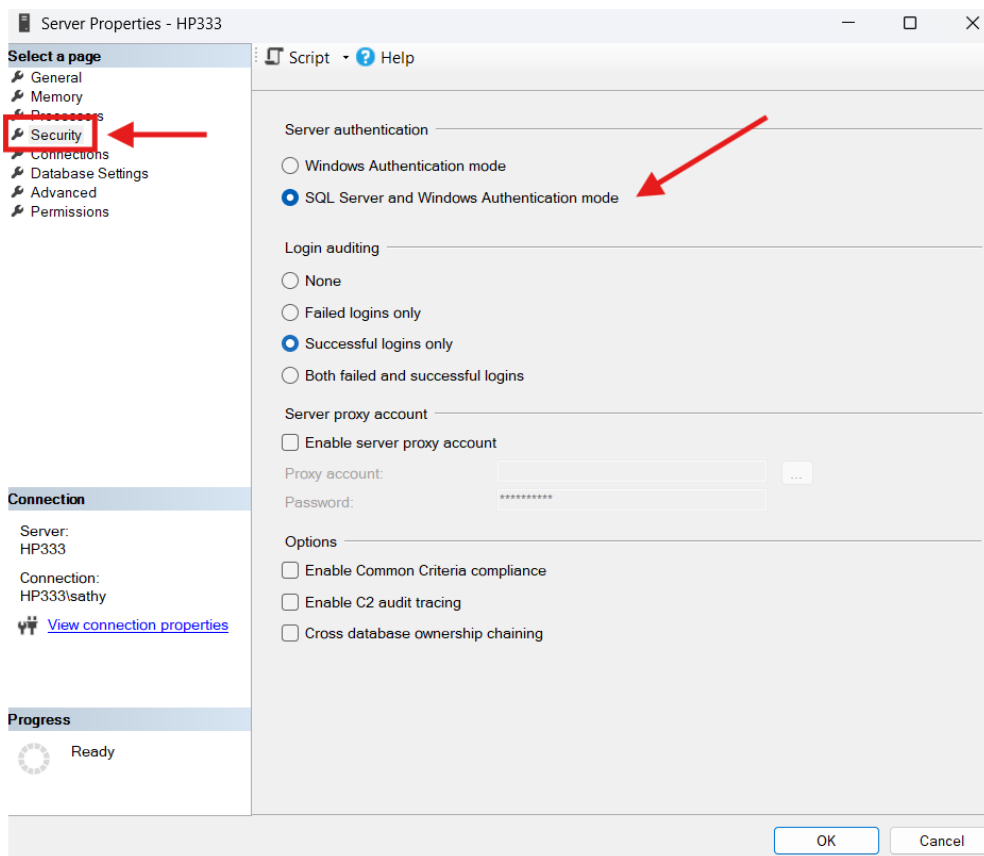 Server Properties - HP333
Select a page
General
Memory
Processors
Security
Connections
Database Settings
Advanced
Permissions
Script
Help
Server authentication
Windows Authentication mode
SQL Server and Windows Authentication mode
Login auditing
None
Failed logins only
Successful logins only
Both failed and successful logins
Server proxy account
Enable server proxy account
Proxy account:
...
Password:
**********
Options
Enable Common Criteria compliance
Enable C2 audit tracing
Cross database ownership chaining
Connection
Server:
HP333
Connection:
HP333\sathy
View connection properties
Progress
Ready
OK
Cancel